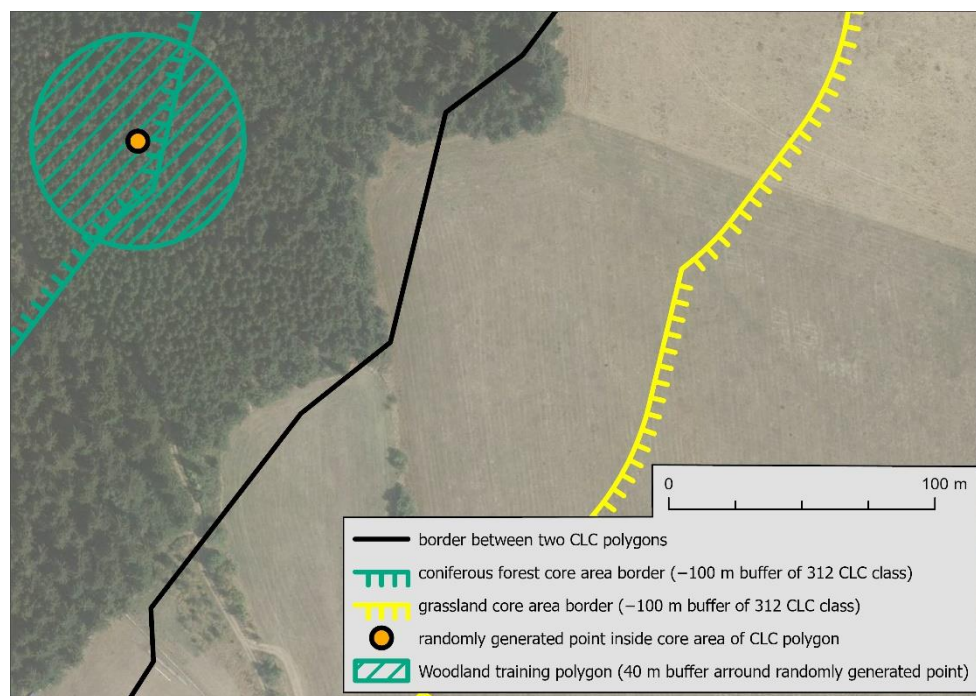 0 100 m
border between two CLC polygons
coniferous forest core area border (−100 m buffer of 312 CLC class)
grassland core area border (−100 m buffer of 312 CLC class)
randomly generated point inside core area of CLC polygon
Woodland training polygon (40 m buffer arround randomly generated point)